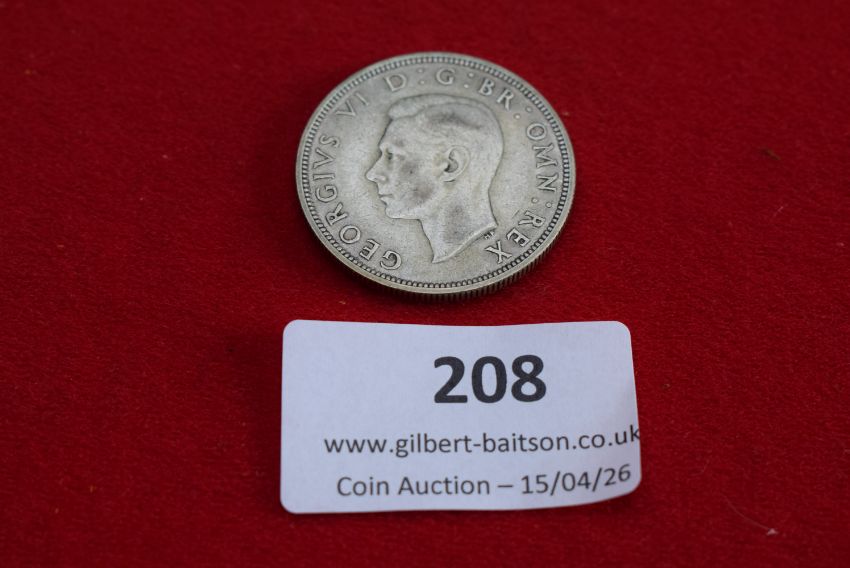 GEORGIVS VI D : G : BR · OMN · REX
208
www.gilbert-baitson.co.uk
Coin Auction – 15/04/26